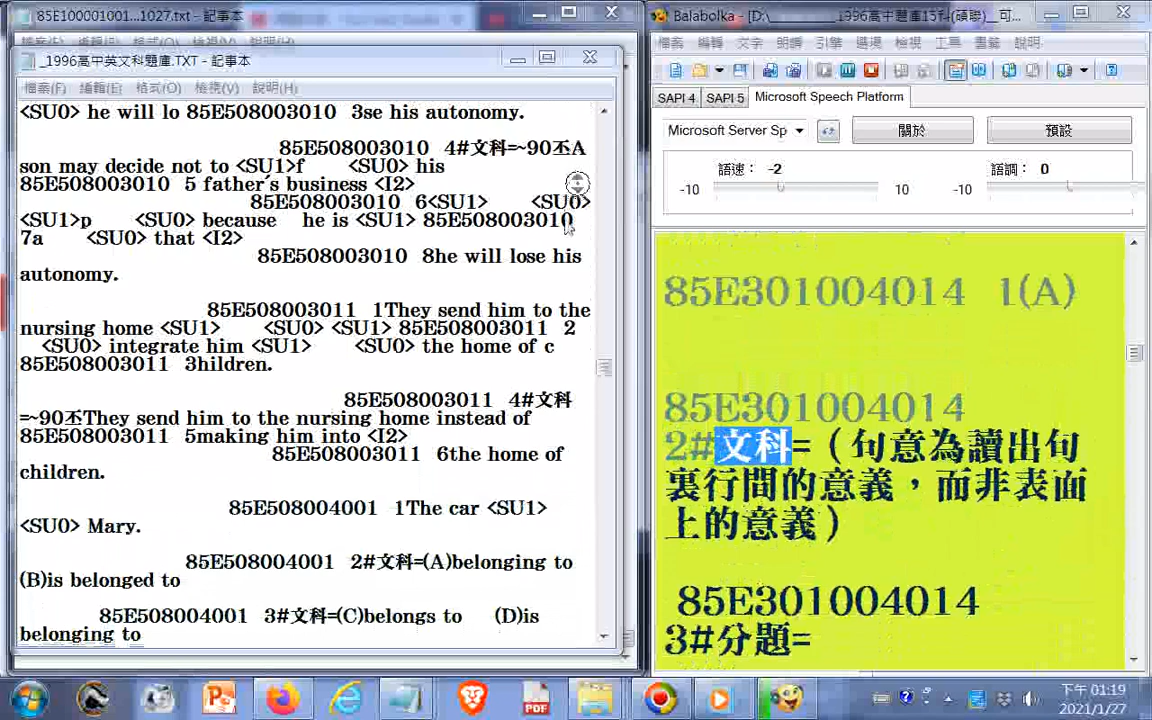 85E100001001...1027.txt - 記事本
_1996高中英文科題庫.TXT - 記事本
檔案(F) 編輯(E) 格式(O) 檢視(V) 說明(H)
<SU0> he will lo 85E508003010 3se his autonomy.
85E508003010 4#文科=~90丕A
son may decide not to <SU1>f <SU0> his
85E508003010 5 father's business <I2>
85E508003010 6<SU1> <SU0>
<SU1>p <SU0> because he is <SU1> 85E508003010
7a <SU0> that <I2>
85E508003010 8he will lose his
autonomy.
85E508003011 1They send him to the
nursing home <SU1> <SU0> <SU1> 85E508003011 2
<SU0> integrate him <SU1> <SU0> the home of c
85E508003011 3hildren.
85E508003011 4#文科
=~90丕They send him to the nursing home instead of
85E508003011 5making him into <I2>
85E508003011 6the home of
children.
85E508004001 1The car <SU1>
<SU0> Mary.
85E508004001 2#文科=(A)belonging to
(B)is belonged to
85E508004001 3#文科=(C)belongs to (D)is
belonging to
Balabolka - [D:\_______1996高中題庫15科(碩聯)__可...
檔案 編輯 文字 朗讀 引擎 選項 檢視 工具 書籤 說明
SAPI 4 SAPI 5 Microsoft Speech Platform
Microsoft Server Sp 關於 預設
語速： -2 語調： 0
-10 10 -10
85E301004014 1(A)
85E301004014
2#文科=（句意為讀出句
裏行間的意義，而非表面
上的意義）
85E301004014
3#分題=
下午 01:19
2021/1/27